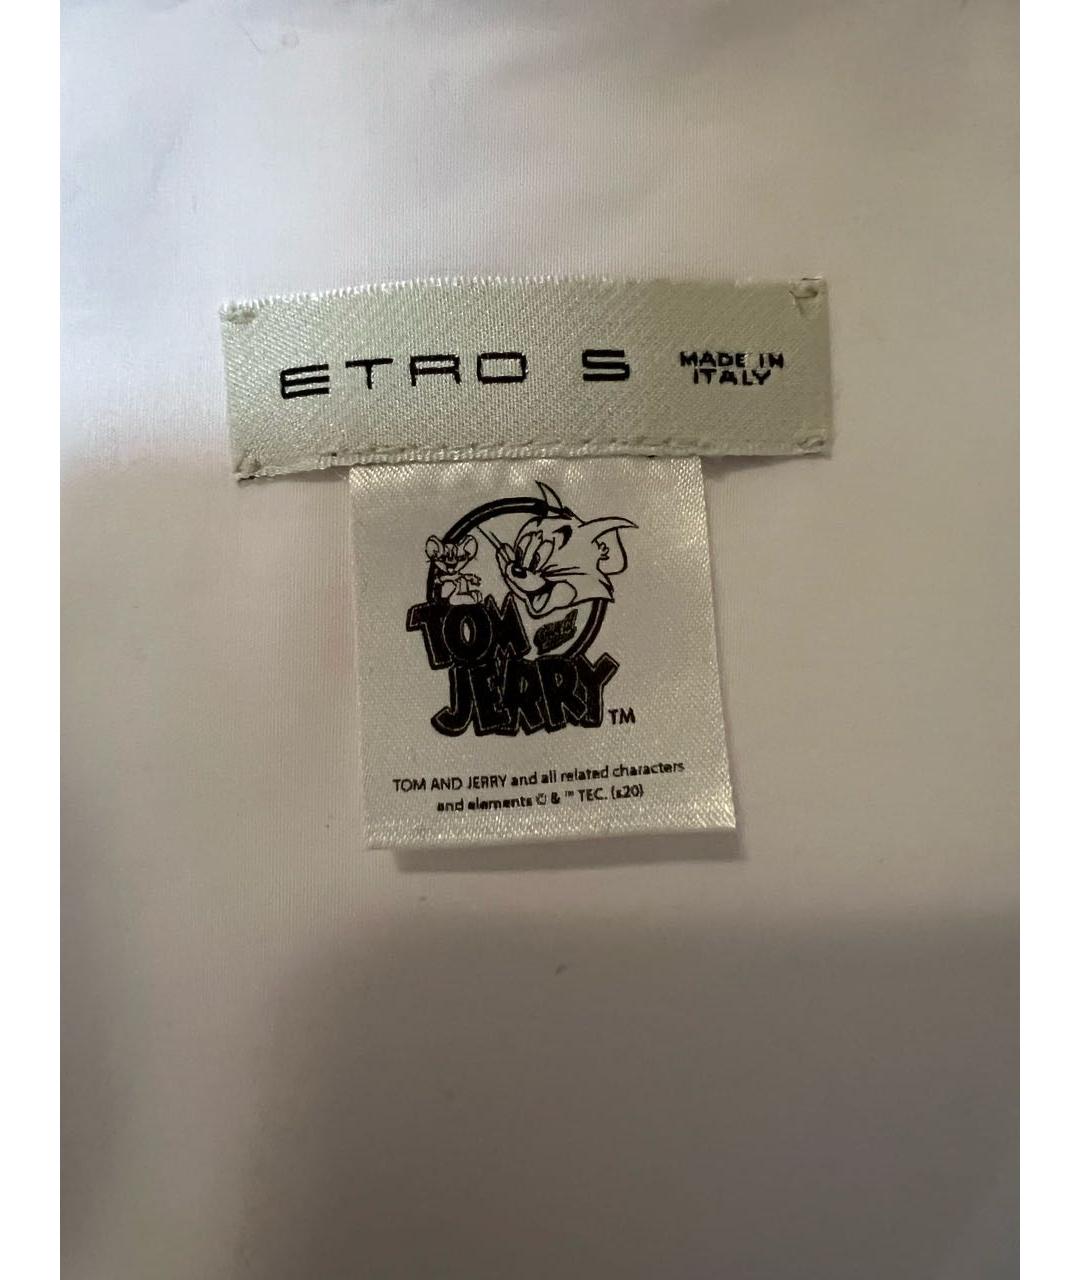 ETRO S MADE IN
ITALY
TOM and
JERRY TM
TOM AND JERRY and all related characters
and elements © & ™ TEC. (s20)